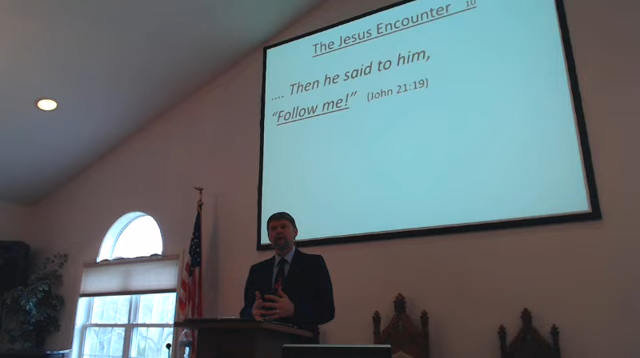 The Jesus Encounter 10
.... Then he said to him,
“Follow me!” (John 21:19)